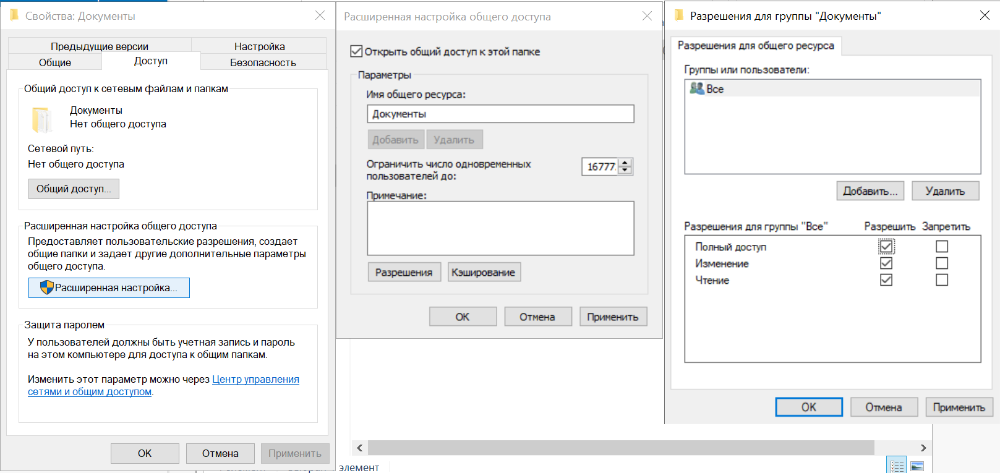 Свойства: Документы
Предыдущие версии
Настройка
Общие
Доступ
Безопасность
Общий доступ к сетевым файлам и папкам
Документы
Нет общего доступа
Сетевой путь:
Нет общего доступа
Общий доступ...
Расширенная настройка общего доступа
Предоставляет пользовательские разрешения, создает
общие папки и задает другие дополнительные параметры
общего доступа.
Расширенная настройка...
Защита паролем
У пользователей должны быть учетная запись и пароль
на этом компьютере для доступа к общим папкам.
Изменить этот параметр можно через Центр управления
сетями и общим доступом.
ОК
Отмена
Применить
Расширенная настройка общего доступа
Открыть общий доступ к этой папке
Параметры
Имя общего ресурса:
Документы
Добавить
Удалить
Ограничить число одновременных
пользователей до:
16777
Примечание:
Разрешения
Кэширование
ОК
Отмена
Применить
элемент
Разрешения для группы "Документы"
Разрешения для общего ресурса
Группы или пользователи:
Все
Добавить...
Удалить
Разрешения для группы "Все"
Разрешить
Запретить
Полный доступ
Изменение
Чтение
ОК
Отмена
Применить